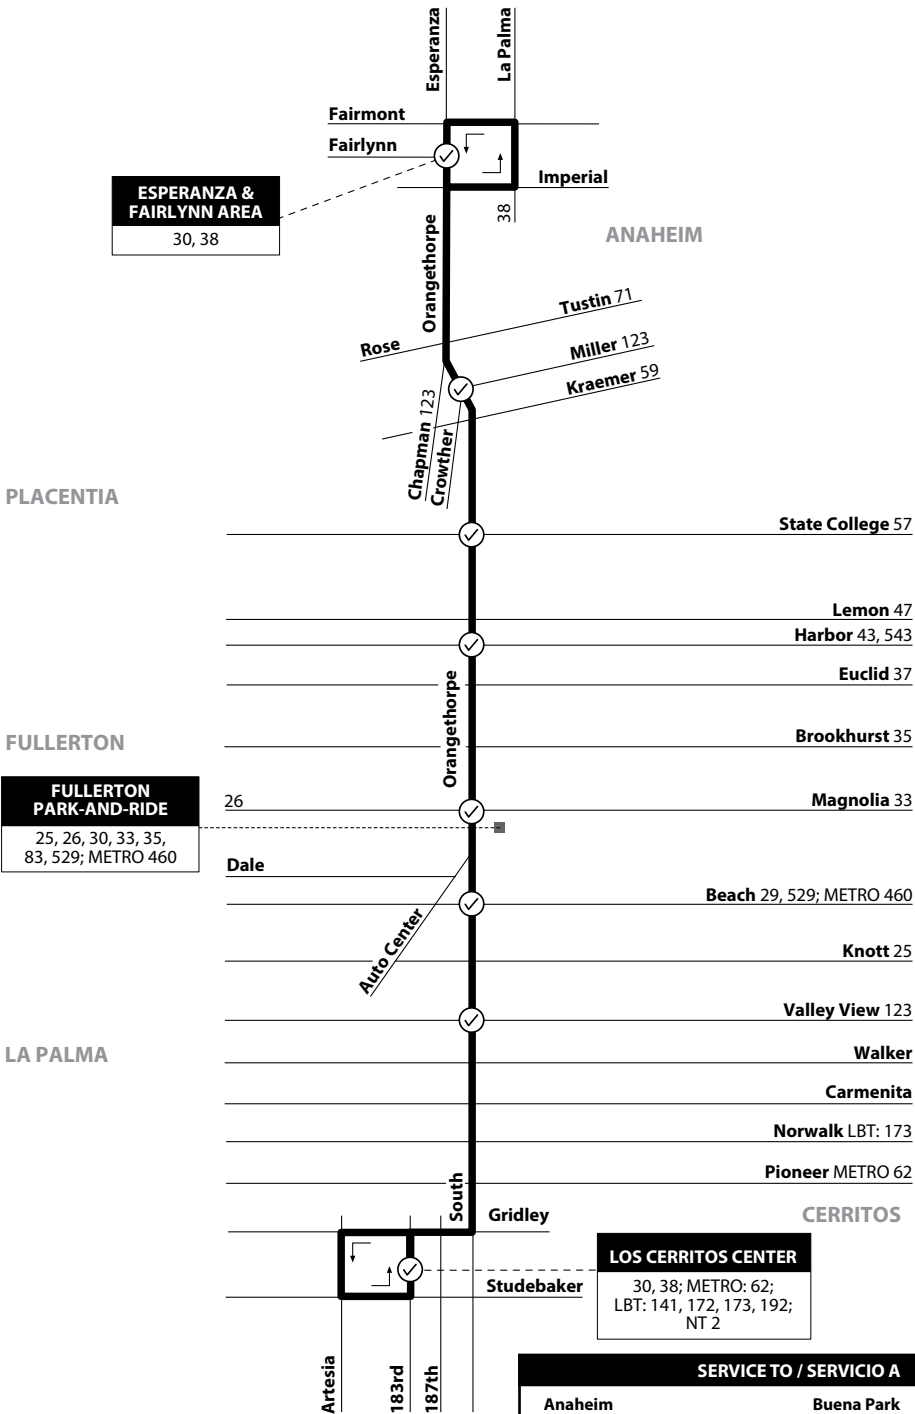 Esperanza
La Palma
Fairmont
Fairlynn
Imperial
ESPERANZA &
FAIRLYNN AREA
30, 38
38
ANAHEIM
Orangethorpe
Tustin 71
Rose
Miller 123
Kraemer 59
Chapman 123
Crowther
PLACENTIA
State College 57
Lemon 47
Harbor 43, 543
Euclid 37
Orangethorpe
FULLERTON
Brookhurst 35
FULLERTON
PARK-AND-RIDE
25, 26, 30, 33, 35,
83, 529; METRO 460
26
Magnolia 33
Dale
Beach 29, 529; METRO 460
Auto Center
Knott 25
Valley View 123
LA PALMA
Walker
Carmenita
Norwalk LBT: 173
Pioneer METRO 62
South
Gridley
CERRITOS
LOS CERRITOS CENTER
30, 38; METRO: 62;
LBT: 141, 172, 173, 192;
NT 2
Studebaker
Artesia
183rd
187th
SERVICE TO / SERVICIO A
Anaheim
Buena Park